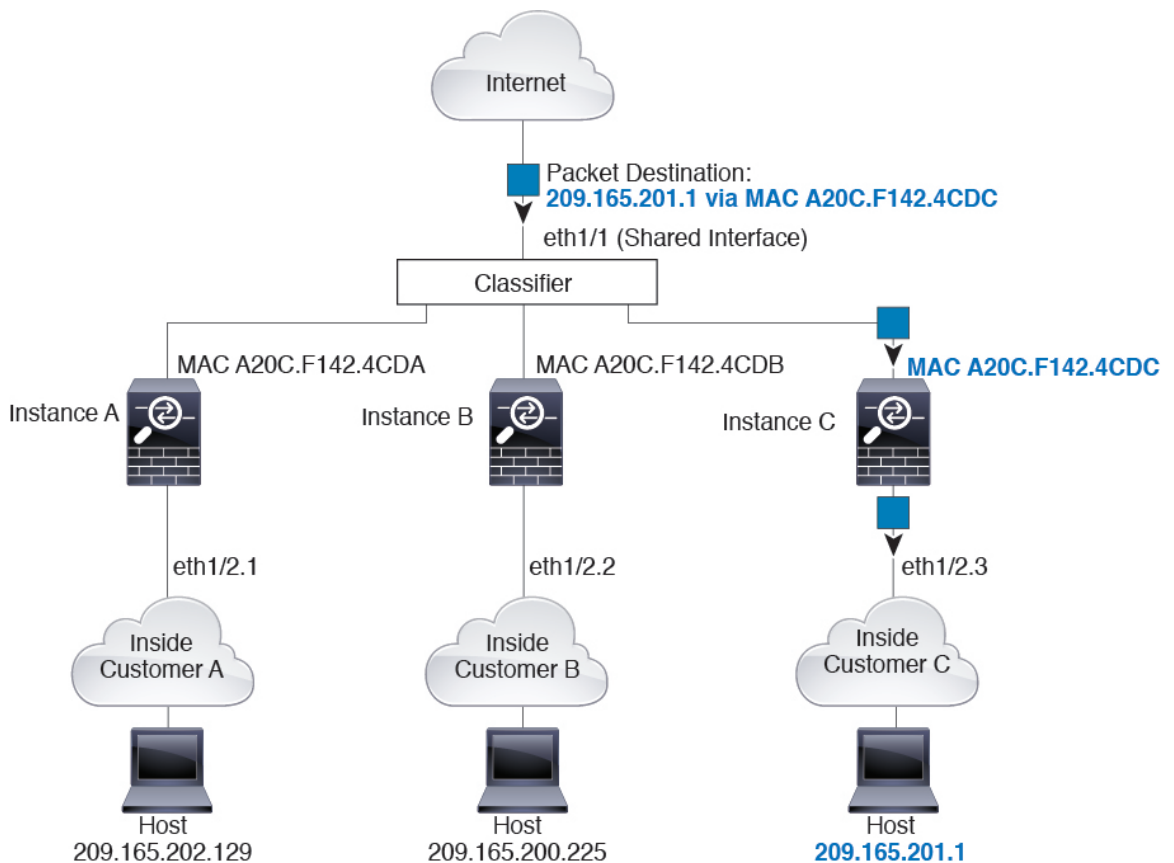 Internet
Packet Destination:
209.165.201.1 via MAC A20C.F142.4CDC
eth1/1 (Shared Interface)
Classifier
MAC A20C.F142.4CDA
MAC A20C.F142.4CDB
MAC A20C.F142.4CDC
Instance A
Instance B
Instance C
eth1/2.1
eth1/2.2
eth1/2.3
Inside
Customer A
Inside
Customer B
Inside
Customer C
Host
209.165.202.129
Host
209.165.200.225
Host
209.165.201.1